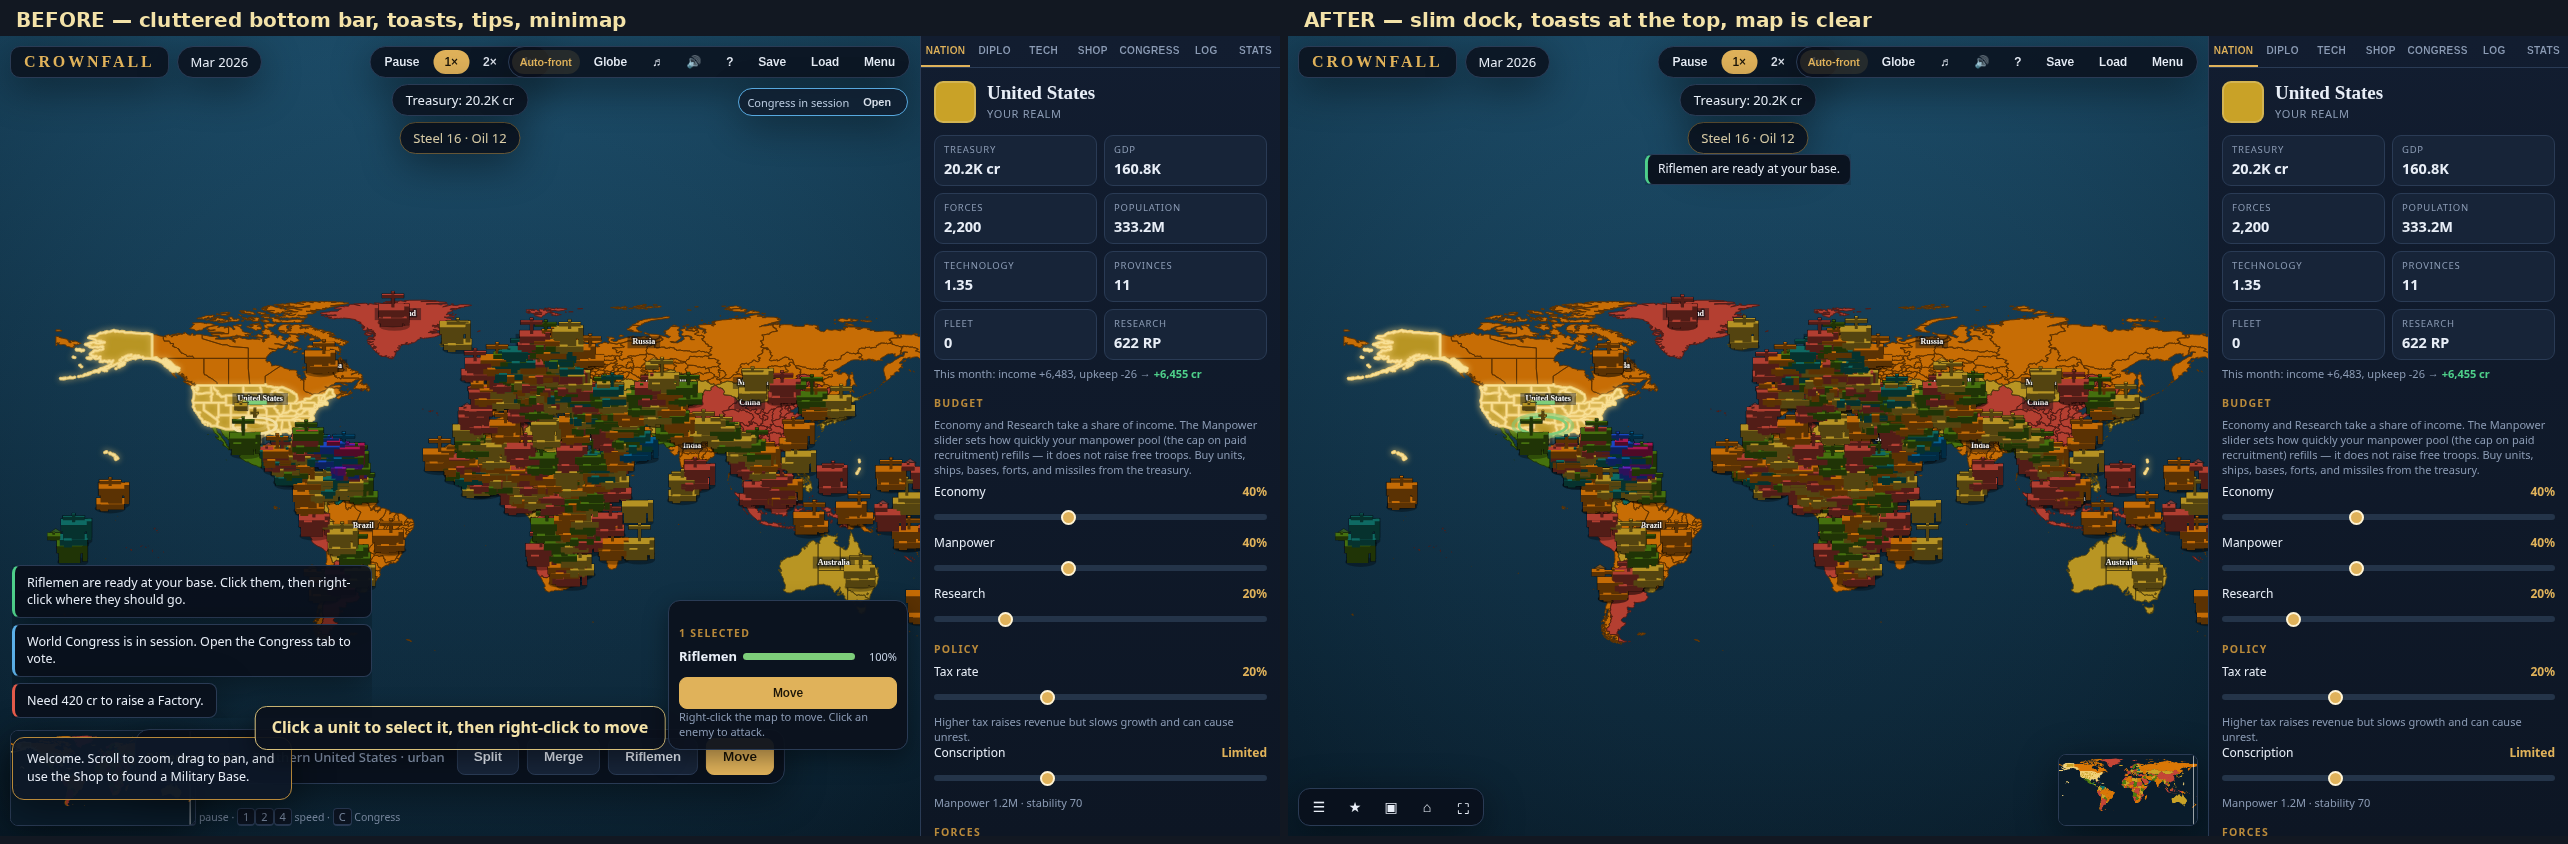 BEFORE — cluttered bottom bar, toasts, tips, minimap
CROWNFALL
Mar 2026
Pause 1× 2× Auto-front Globe ♬ 🔊 ? Save Load Menu
Treasury: 20.2K cr
Steel 16 · Oil 12
Congress in session Open
Russia
United States
China
India
Brazil
Australia
Riflemen are ready at your base. Click them, then right-
click where they should go.
World Congress is in session. Open the Congress tab to
vote.
Need 420 cr to raise a Factory.
Click a unit to select it, then right-click to move
Welcome. Scroll to zoom, drag to pan, and
use the Shop to found a Military Base.
ern United States · urban
Split Merge Riflemen Move
pause · 1 2 4 speed · C Congress
1 SELECTED
Riflemen 100%
Move
Right-click the map to move. Click an
enemy to attack.
NATION DIPLO TECH SHOP CONGRESS LOG STATS
United States
YOUR REALM
TREASURY
20.2K cr
GDP
160.8K
FORCES
2,200
POPULATION
333.2M
TECHNOLOGY
1.35
PROVINCES
11
FLEET
0
RESEARCH
622 RP
This month: income +6,483, upkeep -26 → +6,455 cr
BUDGET
Economy and Research take a share of income. The Manpower
slider sets how quickly your manpower pool (the cap on paid
recruitment) refills — it does not raise free troops. Buy units,
ships, bases, forts, and missiles from the treasury.
Economy 40%
Manpower 40%
Research 20%
POLICY
Tax rate 20%
Higher tax raises revenue but slows growth and can cause
unrest.
Conscription Limited
Manpower 1.2M · stability 70
FORCES
AFTER — slim dock, toasts at the top, map is clear
CROWNFALL
Mar 2026
Pause 1× 2× Auto-front Globe ♬ 🔊 ? Save Load Menu
Treasury: 20.2K cr
Steel 16 · Oil 12
Riflemen are ready at your base.
Russia
United States
China
India
Brazil
Australia
☰ ★ ▣ ⌂ ⛶
NATION DIPLO TECH SHOP CONGRESS LOG STATS
United States
YOUR REALM
TREASURY
20.2K cr
GDP
160.8K
FORCES
2,200
POPULATION
333.2M
TECHNOLOGY
1.35
PROVINCES
11
FLEET
0
RESEARCH
622 RP
This month: income +6,483, upkeep -26 → +6,455 cr
BUDGET
Economy and Research take a share of income. The Manpower
slider sets how quickly your manpower pool (the cap on paid
recruitment) refills — it does not raise free troops. Buy units,
ships, bases, forts, and missiles from the treasury.
Economy 40%
Manpower 40%
Research 20%
POLICY
Tax rate 20%
Higher tax raises revenue but slows growth and can cause
unrest.
Conscription Limited
Manpower 1.2M · stability 70
FORCES